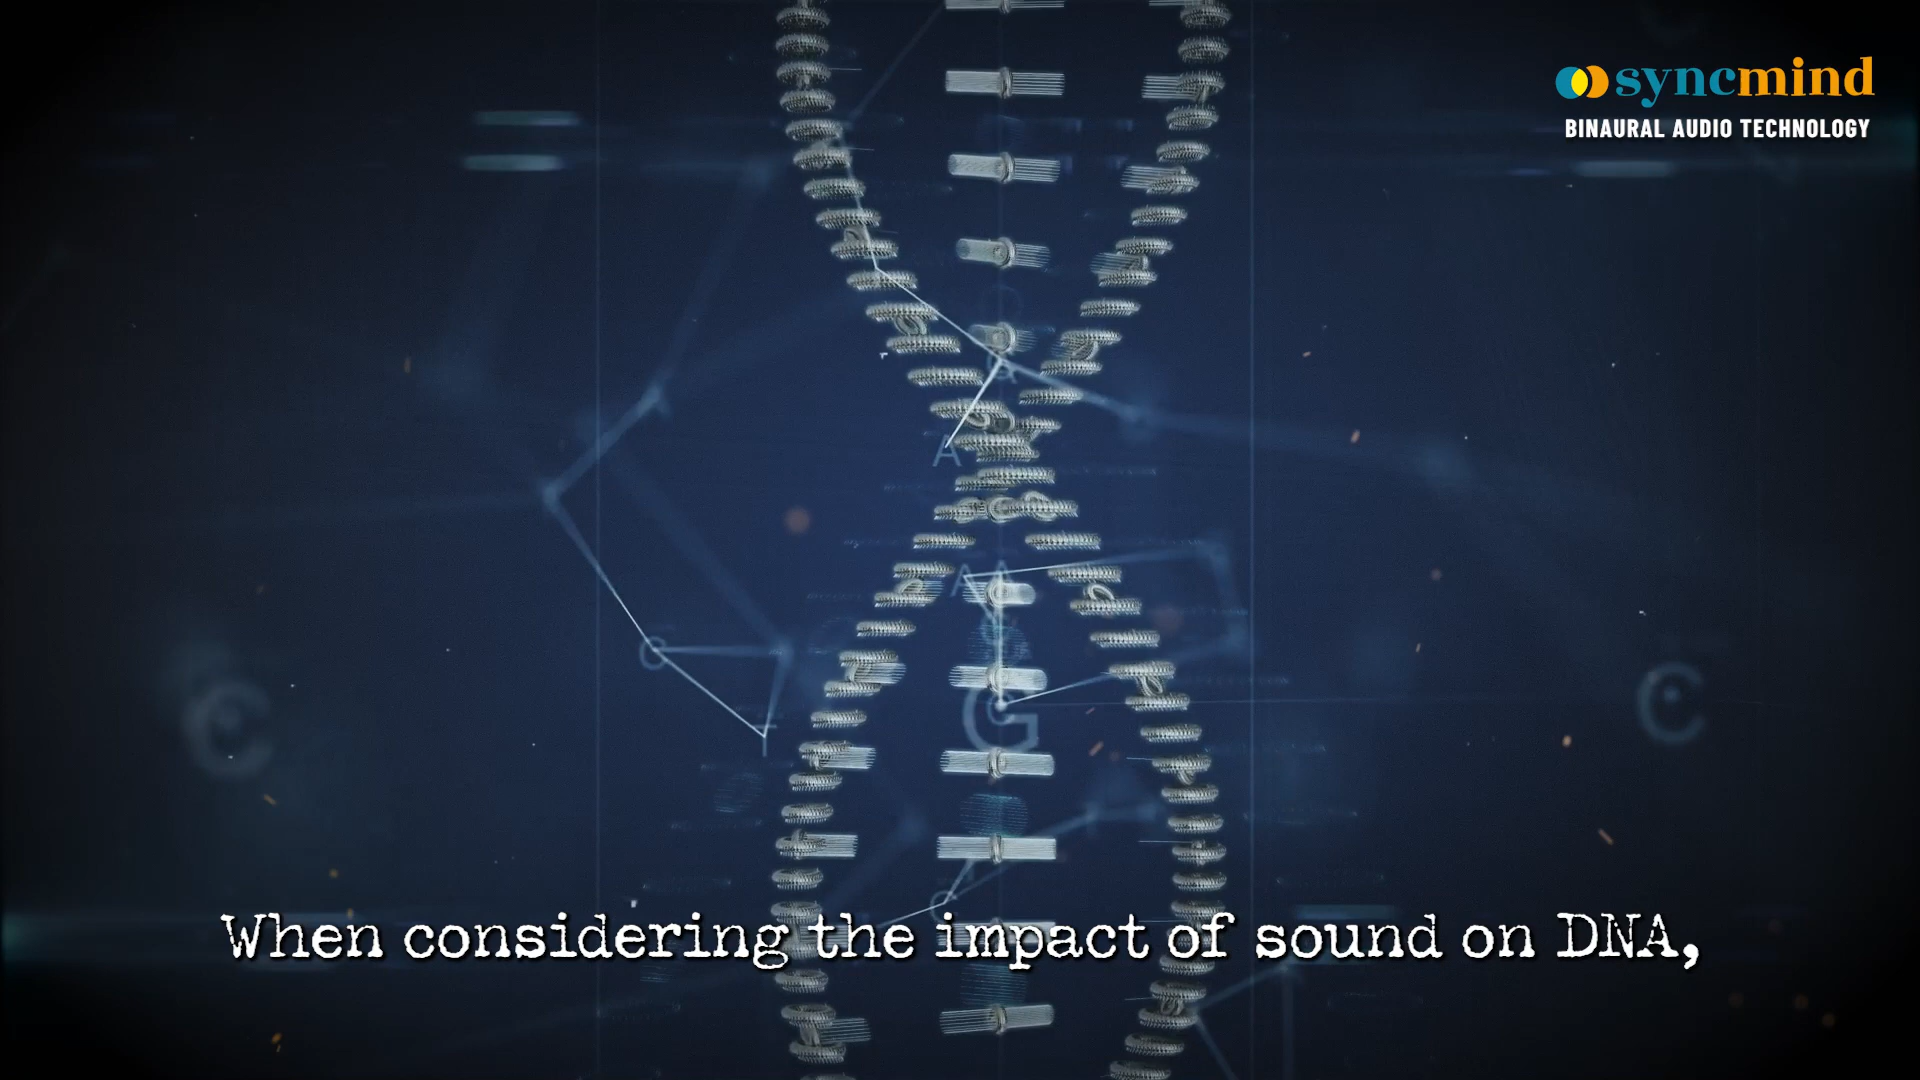 syncmind
BINAURAL AUDIO TECHNOLOGY
A
A
A
C
G
C
C
T
C
When considering the impact of sound on DNA,